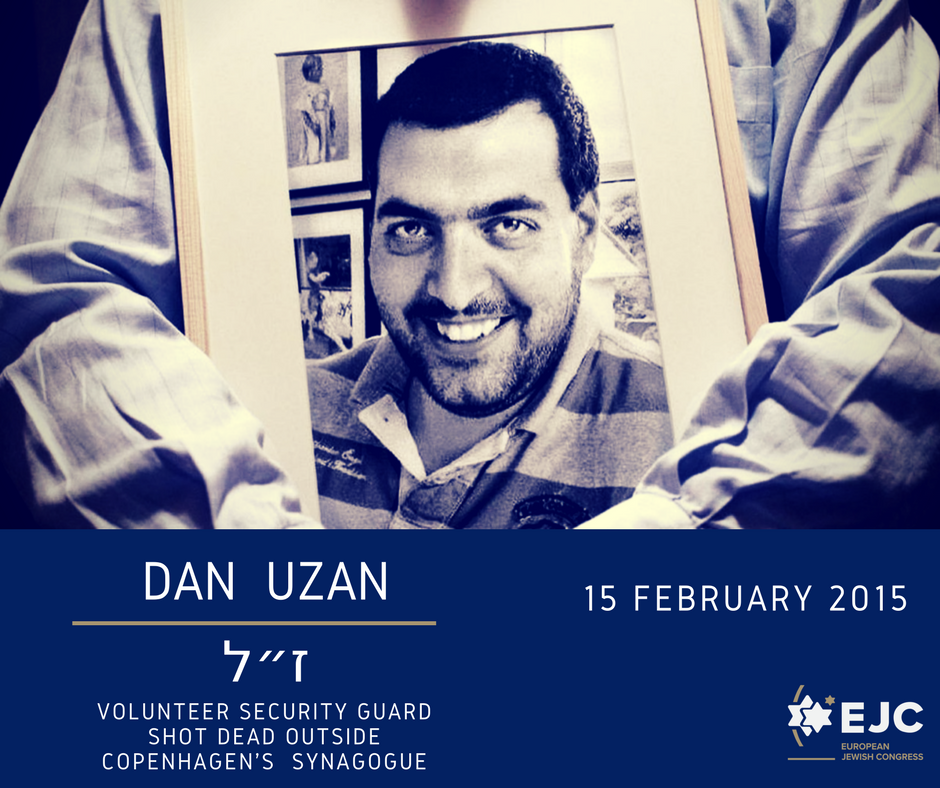 DAN UZAN
ז״ל
VOLUNTEER SECURITY GUARD
SHOT DEAD OUTSIDE
COPENHAGEN'S SYNAGOGUE
15 FEBRUARY 2015
EJC
EUROPEAN
JEWISH CONGRESS